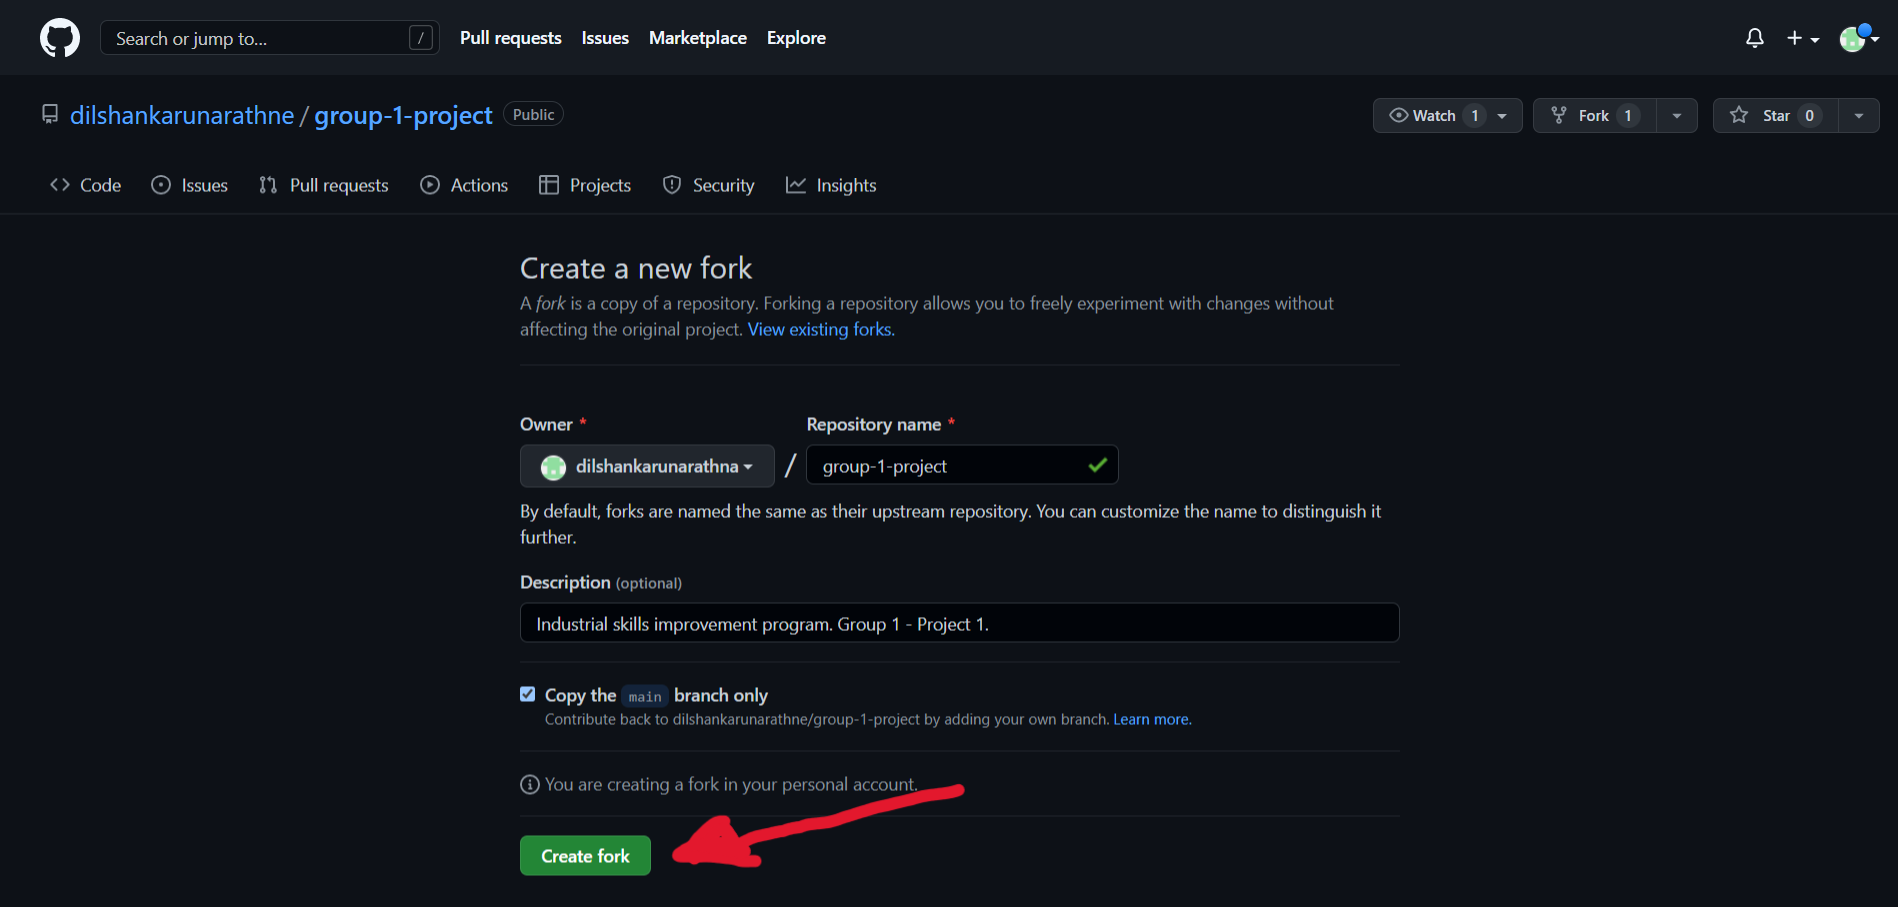 Search or jump to... /
Pull requests Issues Marketplace Explore
dilshankarunarathne / group-1-project Public
Watch 1 Fork 1 Star 0
Code Issues Pull requests Actions Projects Security Insights
Create a new fork
A fork is a copy of a repository. Forking a repository allows you to freely experiment with changes without
affecting the original project. View existing forks.
Owner * Repository name *
dilshankarunarathna / group-1-project
By default, forks are named the same as their upstream repository. You can customize the name to distinguish it
further.
Description (optional)
Industrial skills improvement program. Group 1 - Project 1.
Copy the main branch only
Contribute back to dilshankarunarathne/group-1-project by adding your own branch. Learn more.
You are creating a fork in your personal account.
Create fork